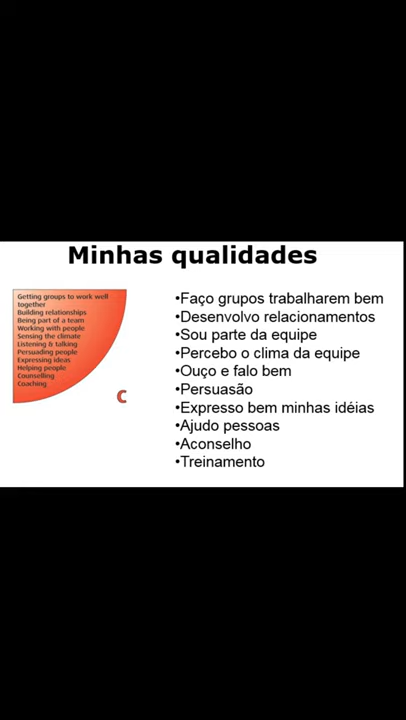 Minhas qualidades
Getting groups to work well
together
Building relationships
Being part of a team
Working with people
Sensing the climate
Listening & talking
Persuading people
Expressing ideas
Helping people
Counselling
Coaching
C
•Faço grupos trabalharem bem
•Desenvolvo relacionamentos
•Sou parte da equipe
•Percebo o clima da equipe
•Ouço e falo bem
•Persuasão
•Expresso bem minhas idéias
•Ajudo pessoas
•Aconselho
•Treinamento